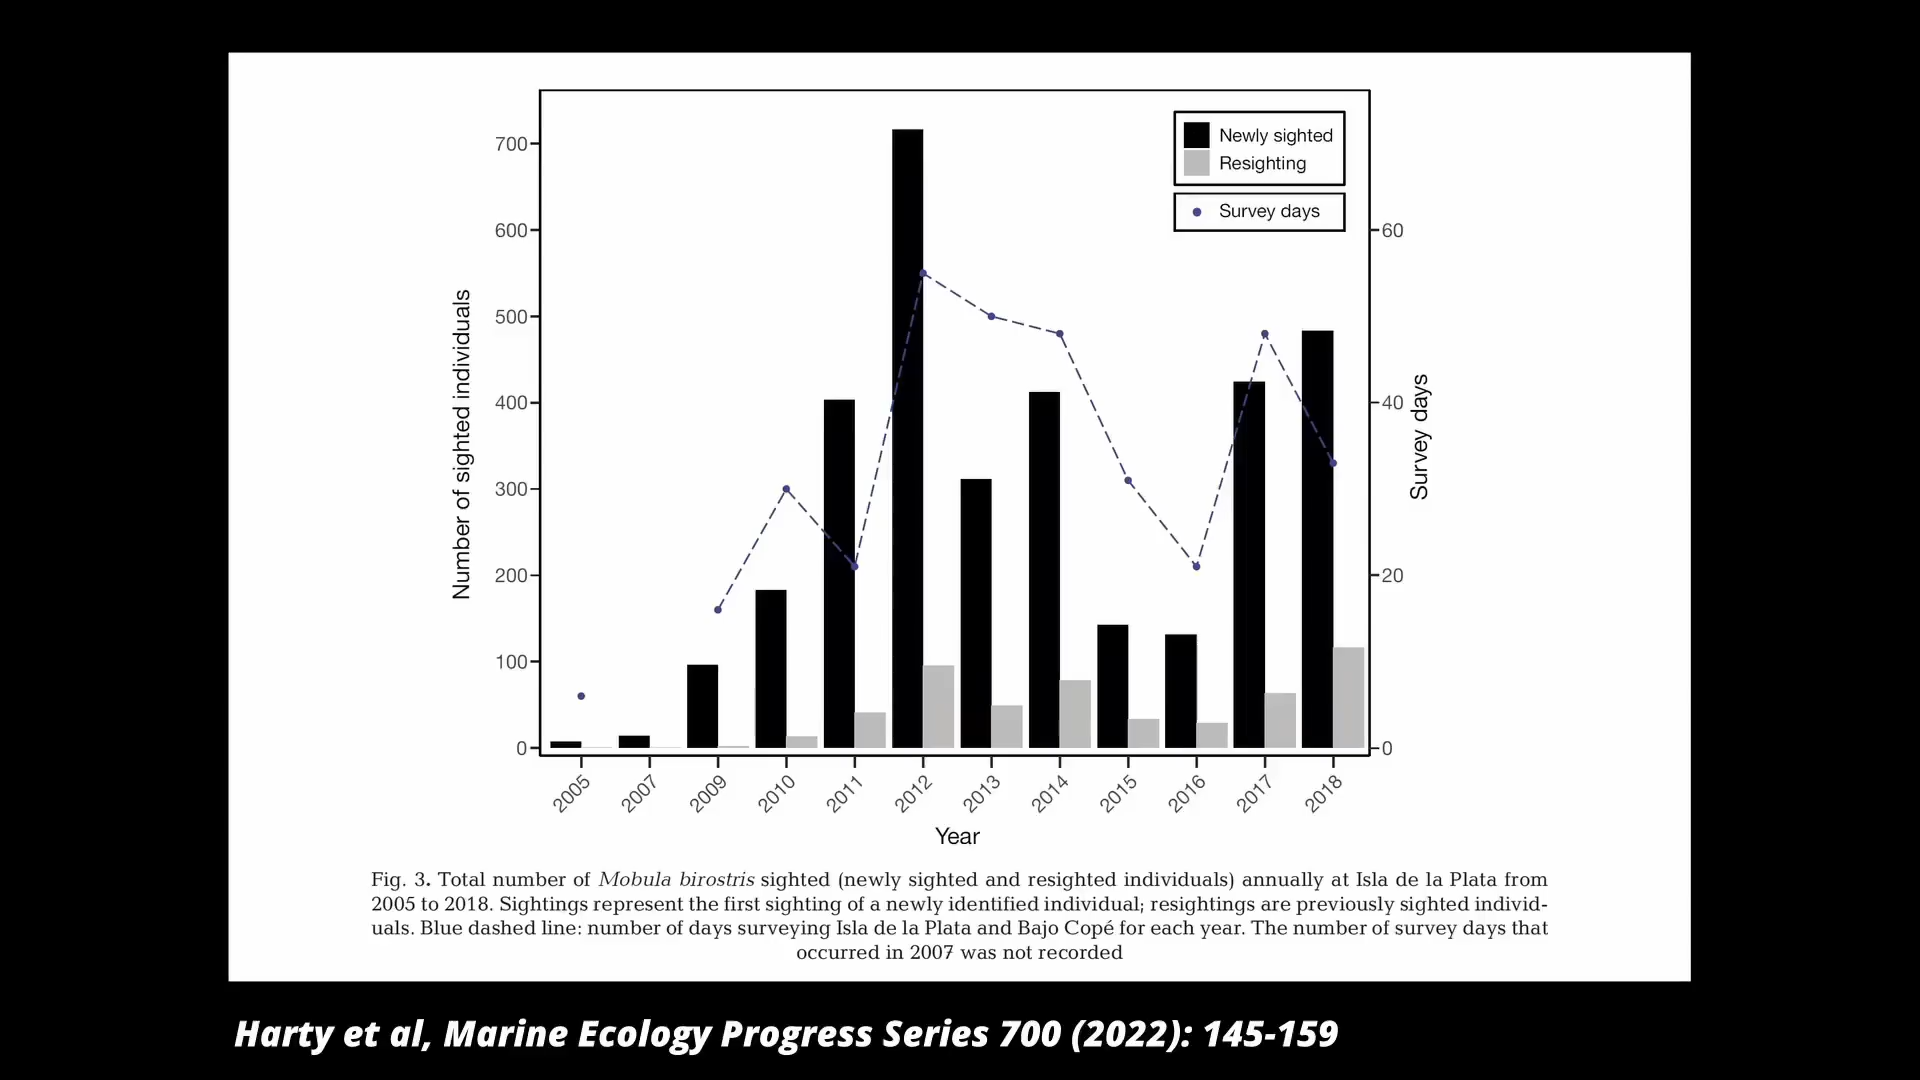 700
600
500
400
300
200
100
0
Number of sighted individuals
Newly sighted
Resighting
Survey days
60
40
20
0
Survey days
2005
2007
2009
2010
2011
2012
2013
2014
2015
2016
2017
2018
Year
Fig. 3. Total number of Mobula birostris sighted (newly sighted and resighted individuals) annually at Isla de la Plata from
2005 to 2018. Sightings represent the first sighting of a newly identified individual; resightings are previously sighted individ-
uals. Blue dashed line: number of days surveying Isla de la Plata and Bajo Copé for each year. The number of survey days that
occurred in 2007 was not recorded
Harty et al, Marine Ecology Progress Series 700 (2022): 145-159